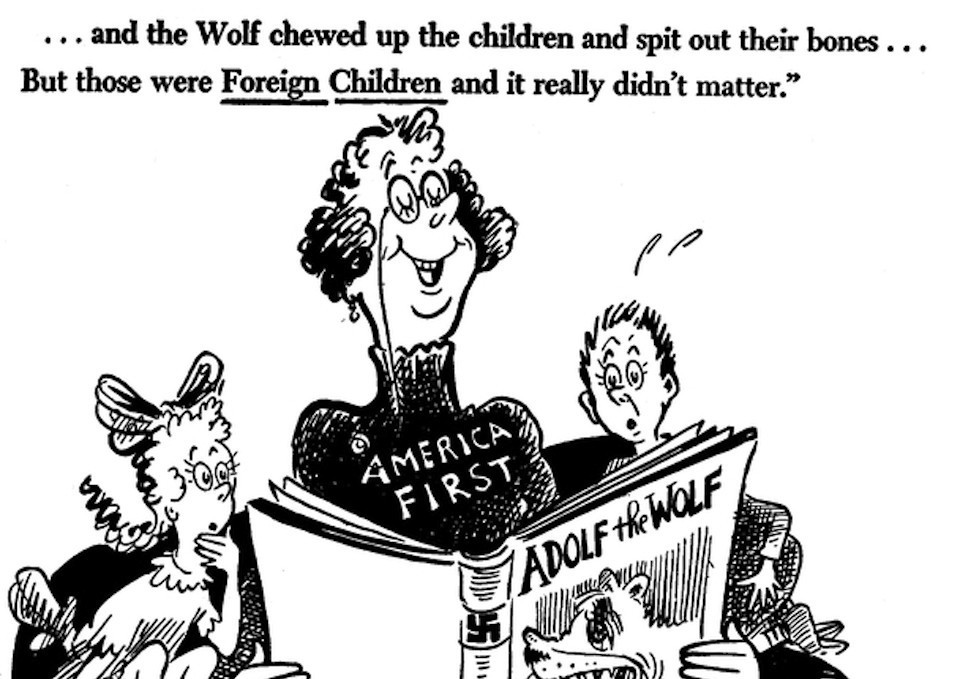 ... and the Wolf chewed up the children and spit out their bones ...
But those were Foreign Children and it really didn't matter.”
AMERICA
FIRST
ADOLF the WOLF